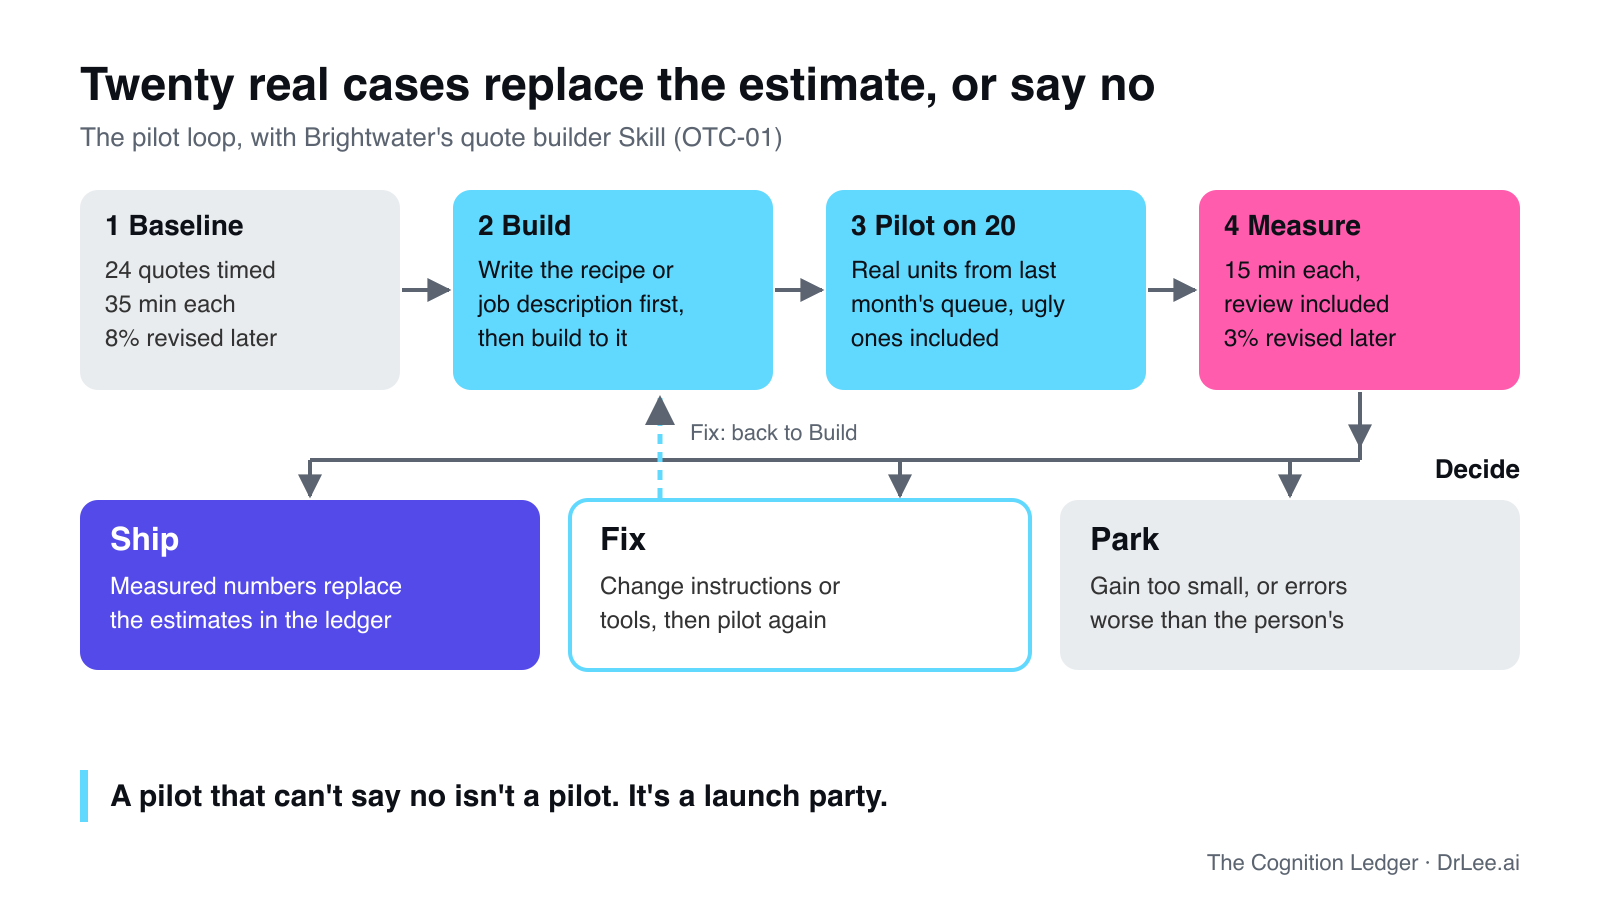 Twenty real cases replace the estimate, or say no
The pilot loop, with Brightwater's quote builder Skill (OTC-01)
1 Baseline
24 quotes timed
35 min each
8% revised later
2 Build
Write the recipe or
job description first,
then build to it
3 Pilot on 20
Real units from last
month's queue, ugly
ones included
4 Measure
15 min each,
review included
3% revised later
Fix: back to Build
Decide
Ship
Measured numbers replace
the estimates in the ledger
Fix
Change instructions or
tools, then pilot again
Park
Gain too small, or errors
worse than the person's
A pilot that can't say no isn't a pilot. It's a launch party.
The Cognition Ledger · DrLee.ai